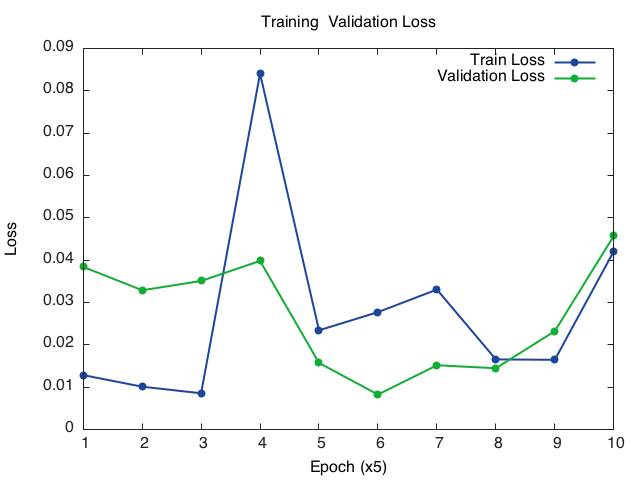 Training  Validation Loss
Train Loss
Validation Loss
0.09
0.08
0.07
0.06
0.05
0.04
0.03
0.02
0.01
0
Loss
1 2 3 4 5 6 7 8 9 10
Epoch (x5)